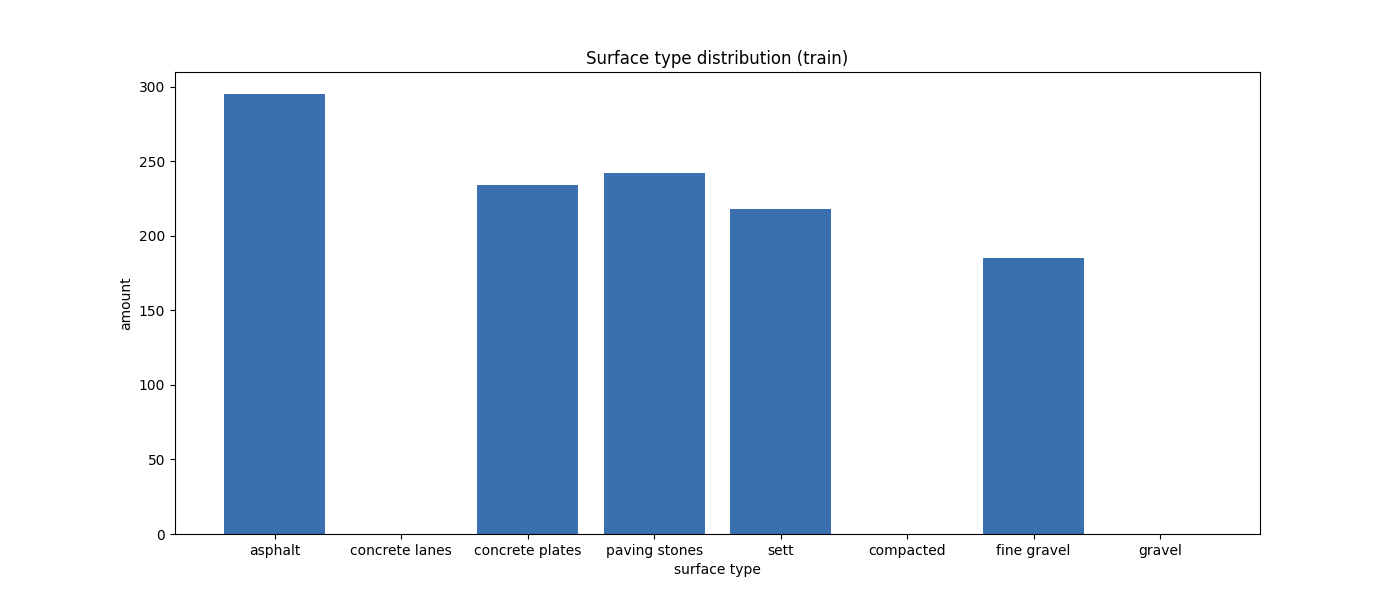 Surface type distribution (train)
300
250
200
150
100
50
0
amount
asphalt concrete lanes concrete plates paving stones sett compacted fine gravel gravel
surface type